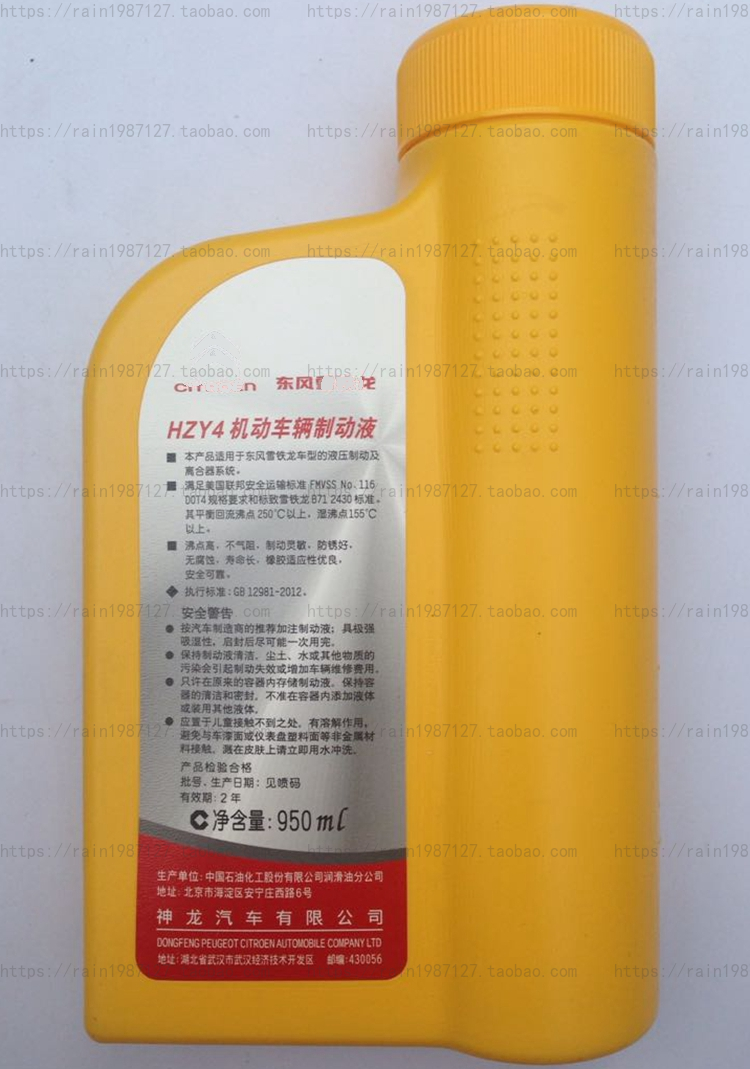 https://rain1987127.taobao.com
东风
HZY4 机动车辆制动液
本产品适用于东风雪铁龙车型的液压制动及
离合器系统。
满足美国联邦安全运输标准 FMVSS No.116
DOT4 规格要求和标致雪铁龙 B71 2430 标准。
其平衡回流沸点 250℃以上，湿沸点155℃
以上。
沸点高，不气阻，制动灵敏，防锈好，
无腐蚀，寿命长，橡胶适应性优良，
安全可靠。
执行标准：GB 12981-2012。
安全警告
按汽车制造商的推荐加注制动液；具极强
吸湿性，启封后尽可能一次用完。
保持制动液清洁，尘土、水或其他物质的
污染会引起制动失效或增加车辆维修费用。
只许在原来的容器内存储制动液，保持容
器的清洁和密封，不准在容器内添加液体
或装用其他液体。
应置于儿童接触不到之处。有溶解作用，
避免与车漆面或仪表盘塑料面等非金属材
料接触。溅在皮肤上请立即用水冲洗。
产品检验合格
批号、生产日期：见喷码
有效期：2 年
净含量：950 ml
生产单位：中国石油化工股份有限公司润滑油分公司
地址：北京市海淀区安宁庄西路6号
神龙汽车有限公司
DONGFENG PEUGEOT CITROEN AUTOMOBILE COMPANY LTD
地址：湖北省武汉市武汉经济技术开发区 邮编：430056